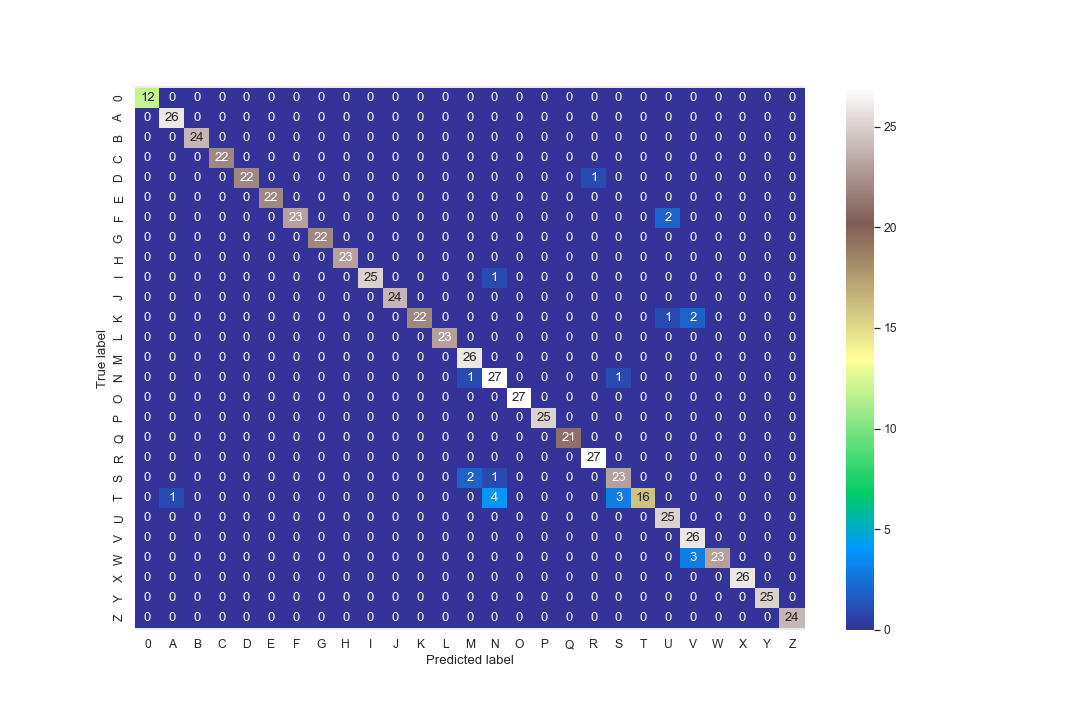 12 0 0 0 0 0 0 0 0 0 0 0 0 0 0 0 0 0 0 0 0 0 0 0 0 0 0
0 26 0 0 0 0 0 0 0 0 0 0 0 0 0 0 0 0 0 0 0 0 0 0 0 0 0
0 0 24 0 0 0 0 0 0 0 0 0 0 0 0 0 0 0 0 0 0 0 0 0 0 0 0
0 0 0 22 0 0 0 0 0 0 0 0 0 0 0 0 0 0 0 0 0 0 0 0 0 0 0
0 0 0 0 22 0 0 0 0 0 0 0 0 0 0 0 0 0 1 0 0 0 0 0 0 0 0
0 0 0 0 0 22 0 0 0 0 0 0 0 0 0 0 0 0 0 0 0 0 0 0 0 0 0
0 0 0 0 0 0 23 0 0 0 0 0 0 0 0 0 0 0 0 0 0 2 0 0 0 0 0
0 0 0 0 0 0 0 22 0 0 0 0 0 0 0 0 0 0 0 0 0 0 0 0 0 0 0
0 0 0 0 0 0 0 0 23 0 0 0 0 0 0 0 0 0 0 0 0 0 0 0 0 0 0
0 0 0 0 0 0 0 0 0 25 0 0 0 0 1 0 0 0 0 0 0 0 0 0 0 0 0
0 0 0 0 0 0 0 0 0 0 24 0 0 0 0 0 0 0 0 0 0 0 0 0 0 0 0
0 0 0 0 0 0 0 0 0 0 0 22 0 0 0 0 0 0 0 0 0 1 2 0 0 0 0
0 0 0 0 0 0 0 0 0 0 0 0 23 0 0 0 0 0 0 0 0 0 0 0 0 0 0
0 0 0 0 0 0 0 0 0 0 0 0 0 26 0 0 0 0 0 0 0 0 0 0 0 0 0
0 0 0 0 0 0 0 0 0 0 0 0 0 1 27 0 0 0 0 1 0 0 0 0 0 0 0
0 0 0 0 0 0 0 0 0 0 0 0 0 0 0 27 0 0 0 0 0 0 0 0 0 0 0
0 0 0 0 0 0 0 0 0 0 0 0 0 0 0 0 25 0 0 0 0 0 0 0 0 0 0
0 0 0 0 0 0 0 0 0 0 0 0 0 0 0 0 0 21 0 0 0 0 0 0 0 0 0
0 0 0 0 0 0 0 0 0 0 0 0 0 0 0 0 0 0 27 0 0 0 0 0 0 0 0
0 0 0 0 0 0 0 0 0 0 0 0 0 2 1 0 0 0 0 23 0 0 0 0 0 0 0
0 1 0 0 0 0 0 0 0 0 0 0 0 0 4 0 0 0 0 3 16 0 0 0 0 0 0
0 0 0 0 0 0 0 0 0 0 0 0 0 0 0 0 0 0 0 0 0 25 0 0 0 0 0
0 0 0 0 0 0 0 0 0 0 0 0 0 0 0 0 0 0 0 0 0 0 26 0 0 0 0
0 0 0 0 0 0 0 0 0 0 0 0 0 0 0 0 0 0 0 0 0 0 3 23 0 0 0
0 0 0 0 0 0 0 0 0 0 0 0 0 0 0 0 0 0 0 0 0 0 0 0 26 0 0
0 0 0 0 0 0 0 0 0 0 0 0 0 0 0 0 0 0 0 0 0 0 0 0 0 25 0
0 0 0 0 0 0 0 0 0 0 0 0 0 0 0 0 0 0 0 0 0 0 0 0 0 0 24
0 A B C D E F G H I J K L M N O P Q R S T U V W X Y Z
Predicted label
True label
0 A B C D E F G H I J K L M N O P Q R S T U V W X Y Z
25
20
15
10
5
0